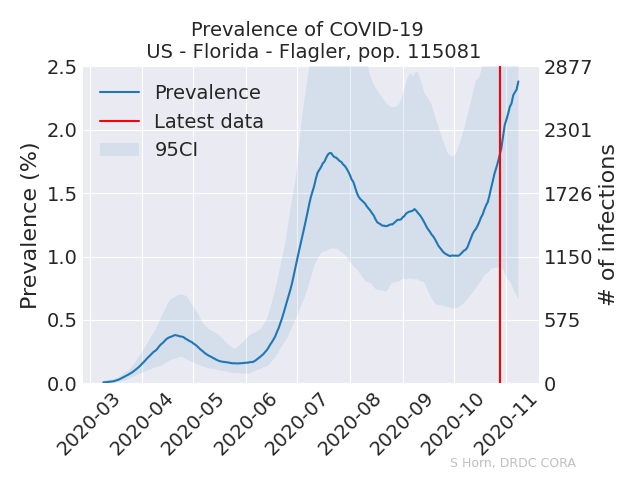 Prevalence of COVID-19
US - Florida - Flagler, pop. 115081
Prevalence
Latest data
95CI
Prevalence (%)
2.5
2.0
1.5
1.0
0.5
0.0
2877
2301
1726
1150
575
0
# of infections
2020-03
2020-04
2020-05
2020-06
2020-07
2020-08
2020-09
2020-10
2020-11
S Horn, DRDC CORA